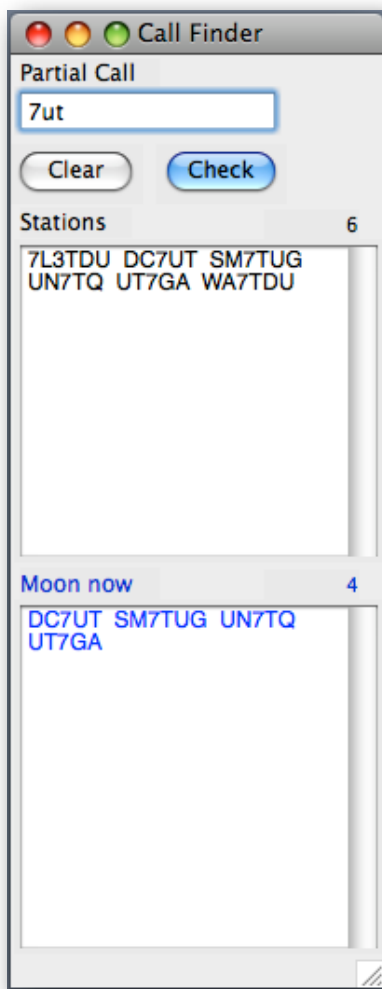 Call Finder
Partial Call
7ut
Clear Check
Stations 6
7L3TDU DC7UT SM7TUG
UN7TQ UT7GA WA7TDU
Moon now 4
DC7UT SM7TUG UN7TQ
UT7GA